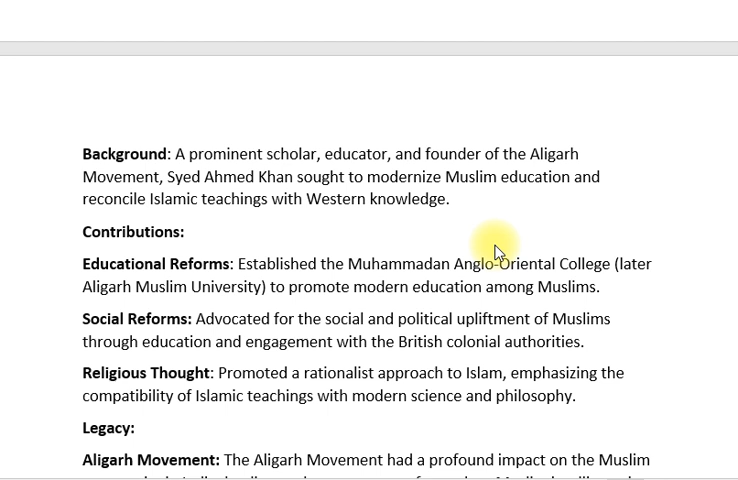 Background: A prominent scholar, educator, and founder of the Aligarh
Movement, Syed Ahmed Khan sought to modernize Muslim education and
reconcile Islamic teachings with Western knowledge.
Contributions:
Educational Reforms: Established the Muhammadan Anglo-Oriental College (later
Aligarh Muslim University) to promote modern education among Muslims.
Social Reforms: Advocated for the social and political upliftment of Muslims
through education and engagement with the British colonial authorities.
Religious Thought: Promoted a rationalist approach to Islam, emphasizing the
compatibility of Islamic teachings with modern science and philosophy.
Legacy:
Aligarh Movement: The Aligarh Movement had a profound impact on the Muslim